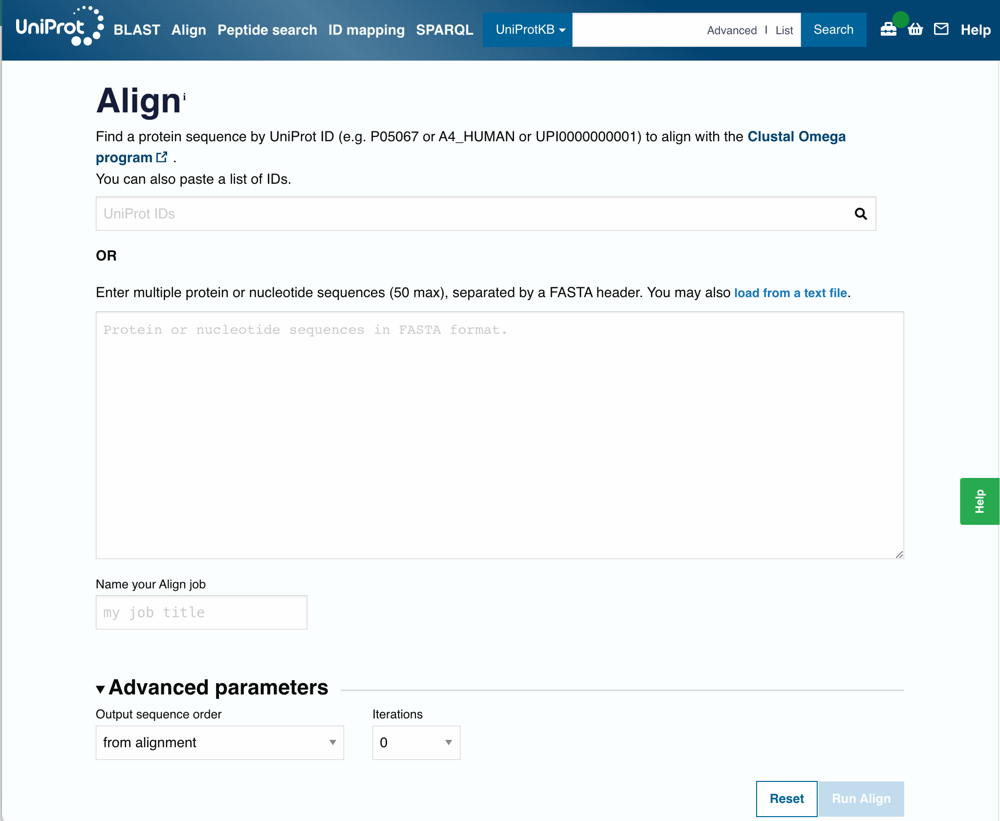 UniProt BLAST Align Peptide search ID mapping SPARQL UniProtKB Advanced | List Search Help
Align i
Find a protein sequence by UniProt ID (e.g. P05067 or A4_HUMAN or UPI0000000001) to align with the Clustal Omega
program .
You can also paste a list of IDs.
UniProt IDs
OR
Enter multiple protein or nucleotide sequences (50 max), separated by a FASTA header. You may also load from a text file.
Protein or nucleotide sequences in FASTA format.
Help
Name your Align job
my job title
Advanced parameters
Output sequence order Iterations
from alignment 0
Reset Run Align